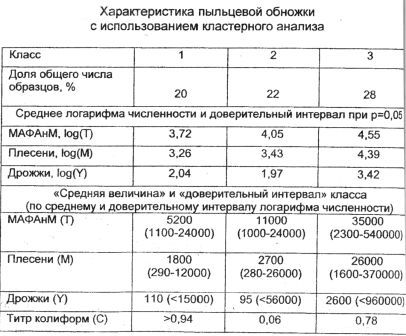 Характеристика пыльцевой обножки
с использованием кластерного анализа
Класс 1 2 3
Доля общего числа
образцов, % 20 22 28
Среднее логарифма численности и доверительный интервал при p=0,05
МАФАнМ, log(T) 3,72 4,05 4,55
Плесени, log(M) 3,26 3,43 4,39
Дрожжи, log(Y) 2,04 1,97 3,42
«Средняя величина» и «доверительный интервал» класса
(по среднему и доверительному интервалу логарифма численности)
МАФАнМ (T) 5200 11000 35000
(1100-24000) (1000-24000) (2300-540000)
Плесени (M) 1800 2700 26000
(290-12000) (280-26000) (1600-370000)
Дрожжи (Y) 110 (<15000) 95 (<56000) 2600 (<960000)
Титр колиформ (C) >0,94 0,06 0,78